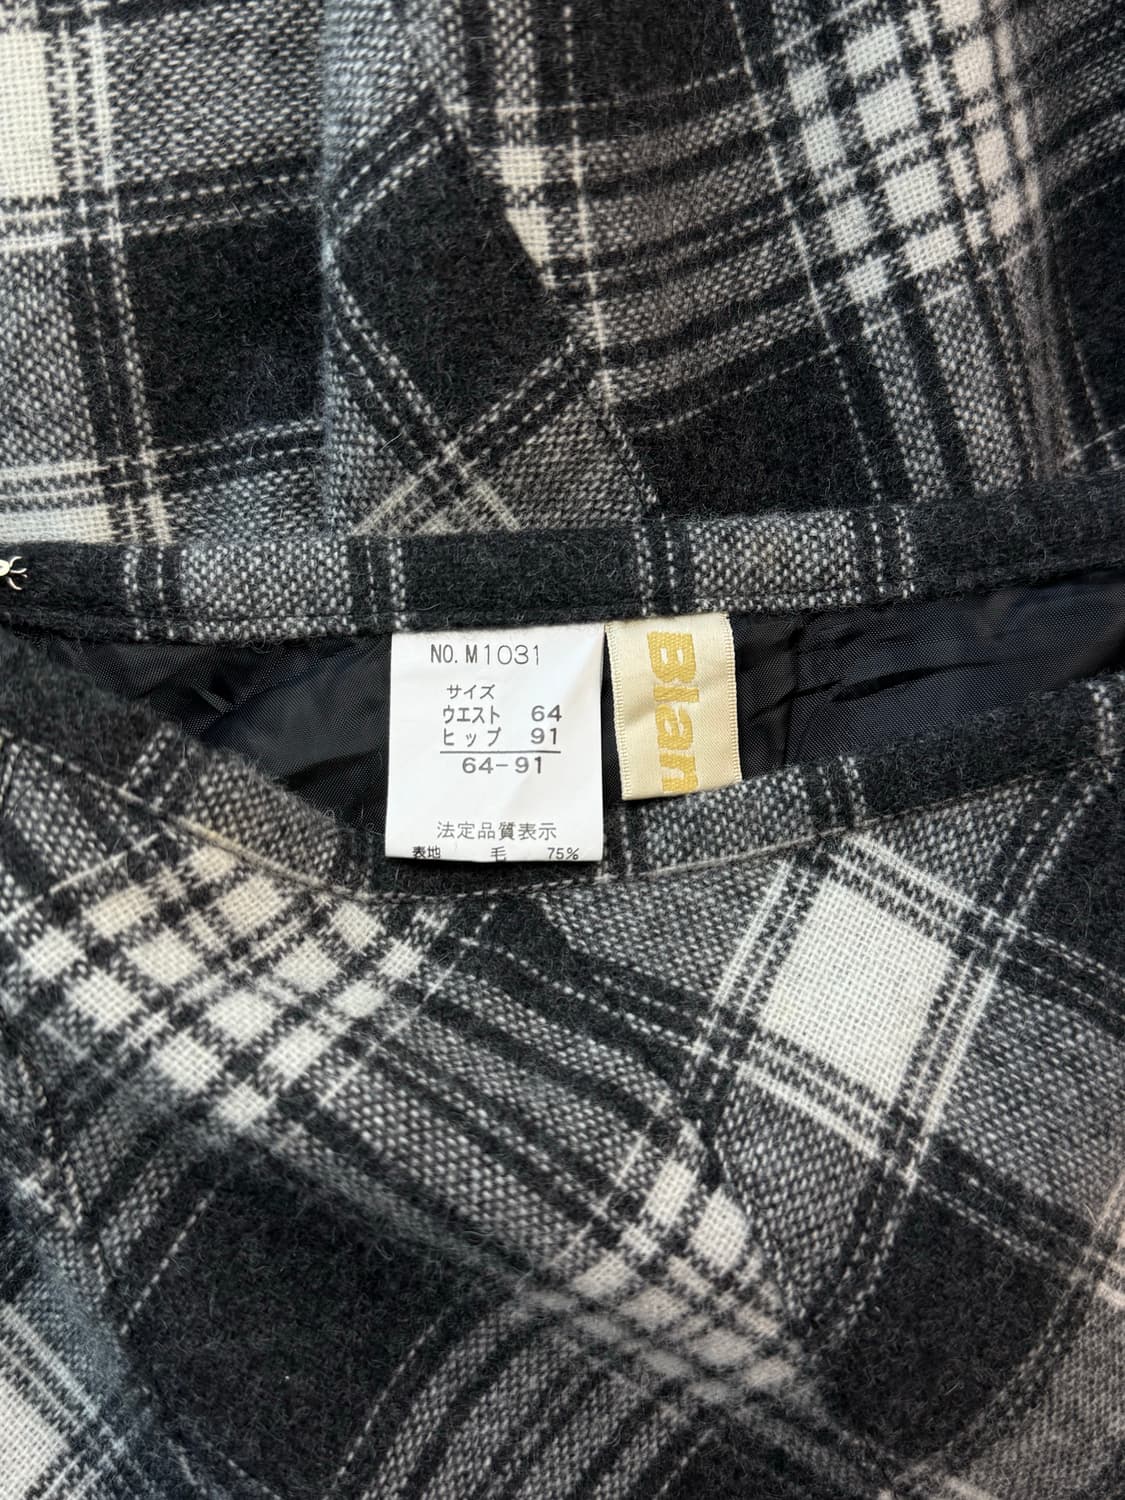 NO. M1031
サイズ
ウエスト 64
ヒップ 91
64-91
法定品質表示
表地 毛 75%
Blan